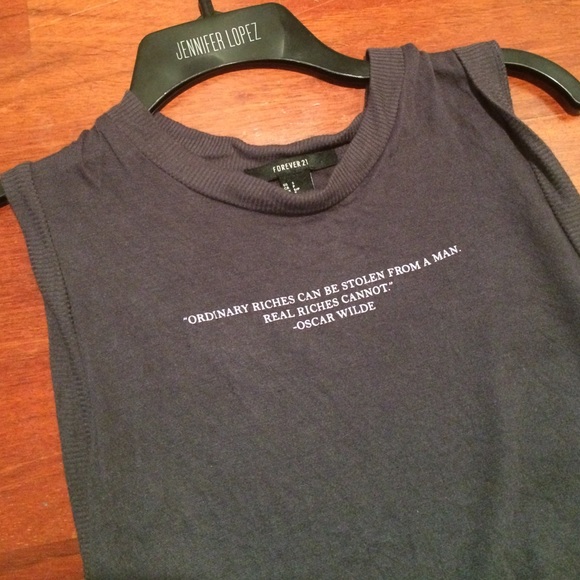 JENNIFER LOPEZ
FOREVER 21
"ORDINARY RICHES CAN BE STOLEN FROM A MAN.
REAL RICHES CANNOT."
-OSCAR WILDE